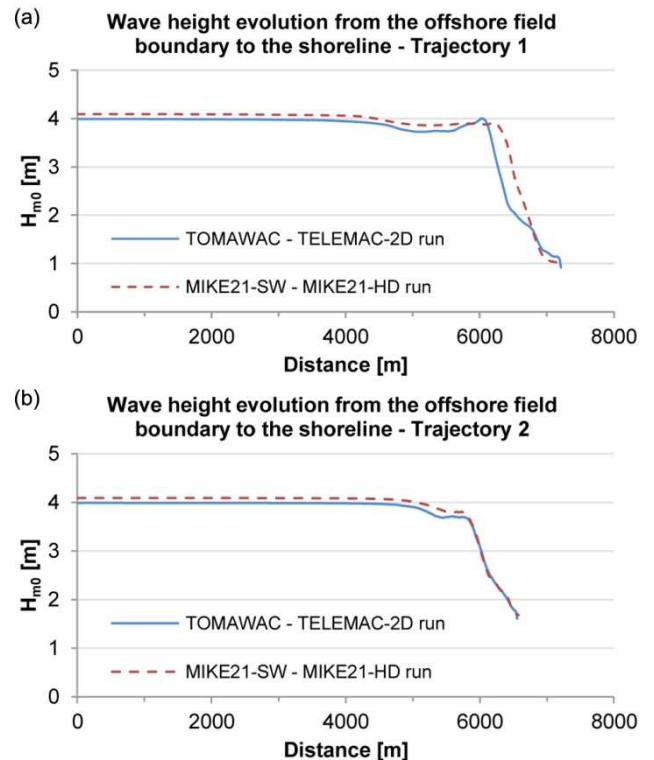 (a)
Wave height evolution from the offshore field
boundary to the shoreline - Trajectory 1
5
4
3
2
1
0
Hm0 [m]
TOMAWAC - TELEMAC-2D run
MIKE21-SW - MIKE21-HD run
0 2000 4000 6000 8000
Distance [m]
(b)
Wave height evolution from the offshore field
boundary to the shoreline - Trajectory 2
5
4
3
2
1
0
Hm0 [m]
TOMAWAC - TELEMAC-2D run
MIKE21-SW - MIKE21-HD run
0 2000 4000 6000 8000
Distance [m]